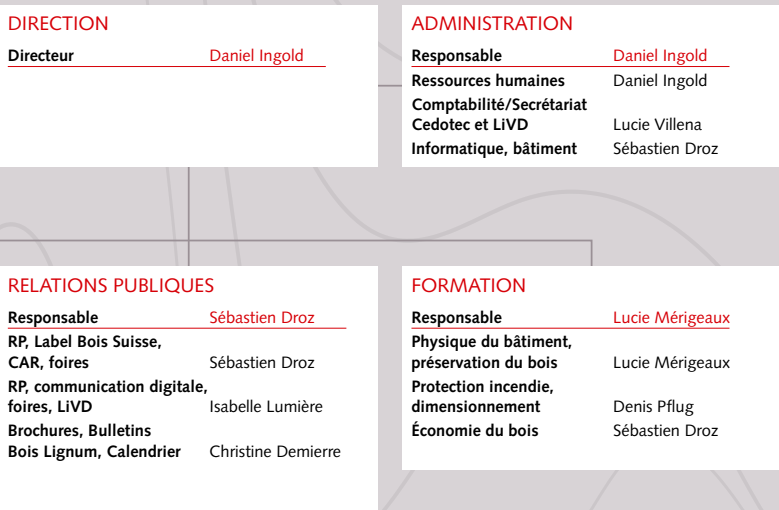 DIRECTION
Directeur Daniel Ingold
ADMINISTRATION
Responsable Daniel Ingold
Ressources humaines Daniel Ingold
Comptabilité/Secrétariat
Cedotec et LiVD Lucie Villena
Informatique, bâtiment Sébastien Droz
RELATIONS PUBLIQUES
Responsable Sébastien Droz
RP, Label Bois Suisse,
CAR, foires Sébastien Droz
RP, communication digitale,
foires, LiVD Isabelle Lumière
Brochures, Bulletins
Bois Lignum, Calendrier Christine Demierre
FORMATION
Responsable Lucie Mérigeaux
Physique du bâtiment,
préservation du bois Lucie Mérigeaux
Protection incendie,
dimensionnement Denis Pflug
Économie du bois Sébastien Droz